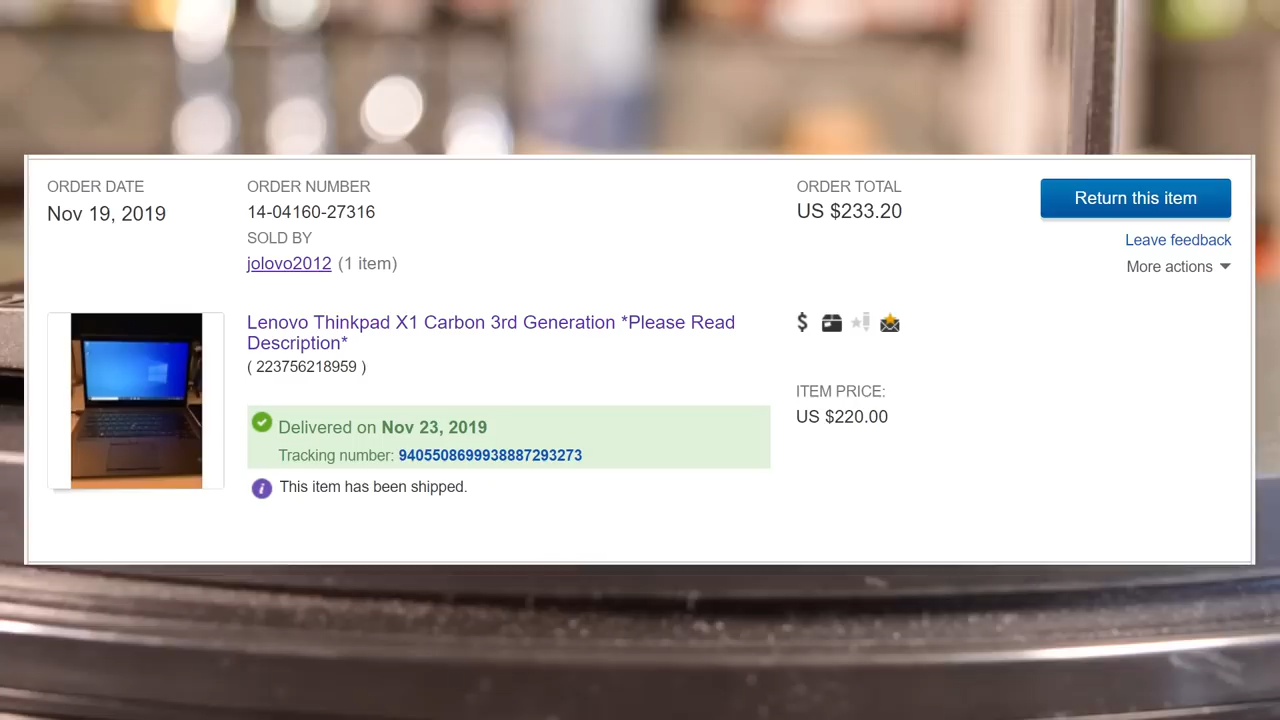 ORDER DATE
Nov 19, 2019
ORDER NUMBER
14-04160-27316
SOLD BY
jolovo2012 (1 item)
ORDER TOTAL
US $233.20
Return this item
Leave feedback
More actions
Lenovo Thinkpad X1 Carbon 3rd Generation *Please Read
Description*
( 223756218959 )
Delivered on Nov 23, 2019
Tracking number: 9405508699938887293273
This item has been shipped.
ITEM PRICE:
US $220.00